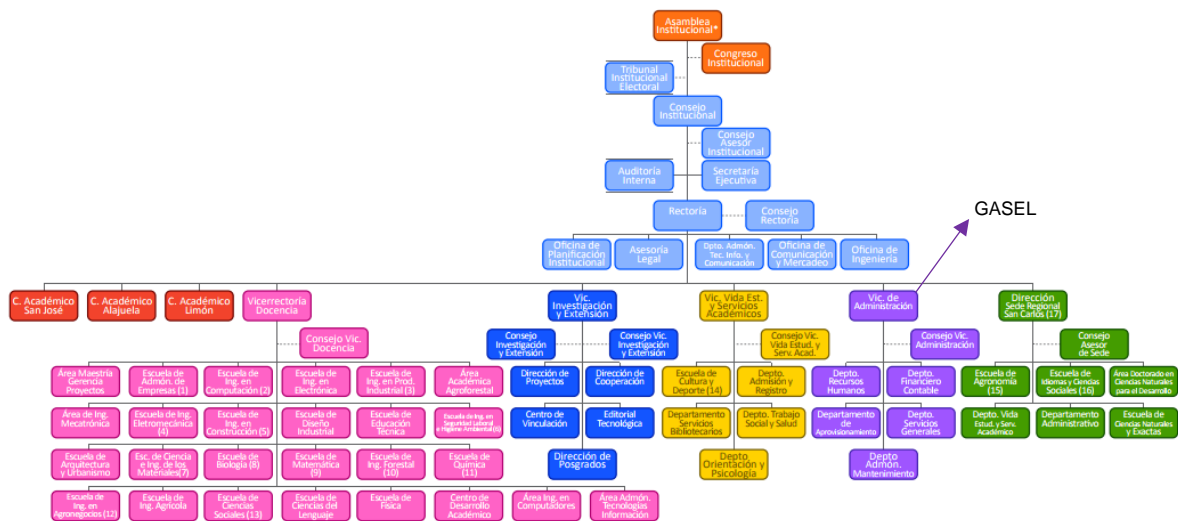 Asamblea
Institucional*
Congreso
Institucional
Tribunal
Institucional
Electoral
Consejo
Institucional
Consejo
Asesor
Institucional
Auditoría
Interna
Secretaría
Ejecutiva
Rectoría
Consejo
Rectoría
GASEL
Oficina de
Planificación
Institucional
Asesoría
Legal
Dpto. Admón.
Tec. Info. y
Comunicación
Oficina de
Comunicación
y Mercadeo
Oficina de
Ingeniería
C. Académico
San José
C. Académico
Alajuela
C. Académico
Limón
Vicerrectoría
Docencia
Vic.
Investigación
y Extensión
Vic. Vida Est.
y Servicios
Académicos
Vic. de
Administración
Dirección
Sede Regional
San Carlos (17)
Consejo Vic.
Docencia
Consejo
Investigación
y Extensión
Consejo Vic.
Investigación
y Extensión
Consejo Vic.
Vida Estud. y
Serv. Acad.
Consejo Vic.
Administración
Consejo
Asesor
de Sede
Área Maestría
Gerencia
Proyectos
Escuela de
Admón. de
Empresas (1)
Escuela de
Ing. en
Computación (2)
Escuela de
Ing. en
Electrónica
Escuela de
Ing. en Prod.
Industrial (3)
Área
Académica
Agroforestal
Dirección de
Proyectos
Dirección de
Cooperación
Escuela de
Cultura y
Deporte (14)
Depto.
Admisión y
Registro
Depto.
Recursos
Humanos
Depto.
Financiero
Contable
Escuela de
Agronomía
(15)
Escuela de
Idiomas y Ciencias
Sociales (16)
Área Doctorado en
Ciencias Naturales
para el Desarrollo
Área de Ing.
Mecatrónica
Escuela de Ing.
Eletromecánica
(4)
Escuela de
Ing. en
Construcción (5)
Escuela de
Diseño
Industrial
Escuela de
Educación
Técnica
Escuela de Ing. en
Seguridad Laboral
e Higiene Ambiental (6)
Centro de
Vinculación
Editorial
Tecnológica
Departamento
Servicios
Bibliotecarios
Depto. Trabajo
Social y Salud
Departamento
de
Aprovisionamiento
Depto.
Servicios
Generales
Depto. Vida
Estud. y Serv.
Académico
Departamento
Administrativo
Escuela de
Ciencias Naturales
y Exactas
Escuela de
Arquitectura
y Urbanismo
Esc. de Ciencia
e Ing. de los
Materiales(7)
Escuela de
Biología (8)
Escuela de
Matemática
(9)
Escuela de
Ing. Forestal
(10)
Escuela de
Química
(11)
Dirección de
Posgrados
Depto
Orientación y
Psicología
Depto
Admón.
Mantenimiento
Escuela de
Ing. en
Agronegocios (12)
Escuela de
Ing. Agrícola
Escuela de
Ciencias
Sociales (13)
Escuela de
Ciencias del
Lenguaje
Escuela de
Física
Centro de
Desarrollo
Académico
Área Ing. en
Computadores
Área Admón.
Tecnologías
Información